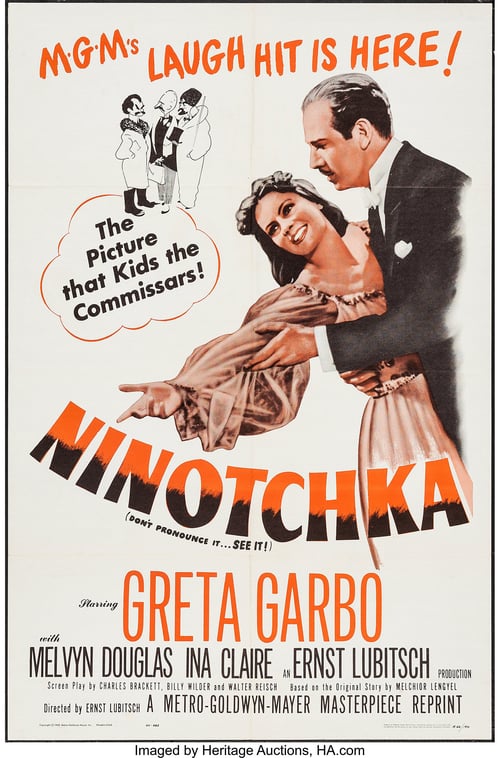 M·G·M's LAUGH HIT IS HERE!
The
Picture
that Kids the
Commissars!
NINOTCHKA
(DON'T PRONOUNCE IT...SEE IT!)
Starring GRETA GARBO
with
MELVYN DOUGLAS INA CLAIRE AN ERNST LUBITSCH PRODUCTION
Screen Play by CHARLES BRACKETT, BILLY WILDER and WALTER REISCH Based on the Original Story by MELCHIOR LENGYEL
Directed by ERNST LUBITSCH A METRO-GOLDWYN-MAYER MASTERPIECE REPRINT
Imaged by Heritage Auctions, HA.com